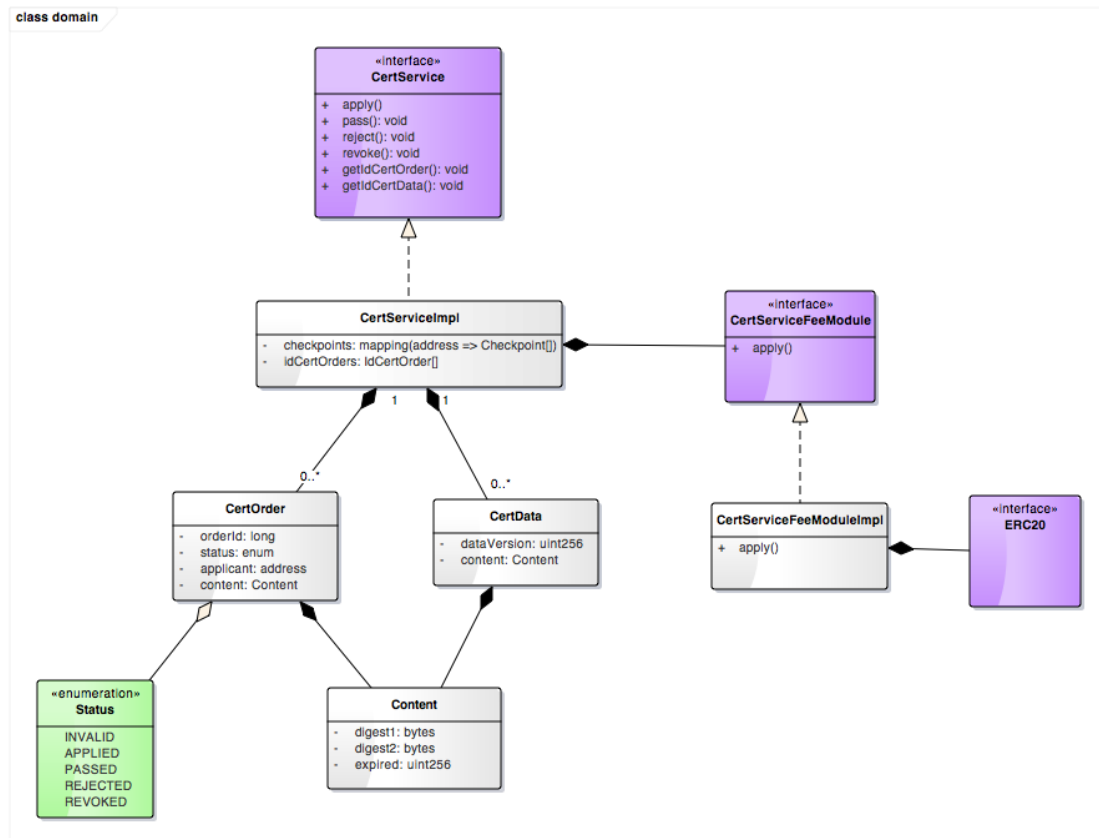 class domain
«interface»
CertService
+ apply()
+ pass(): void
+ reject(): void
+ revoke(): void
+ getIdCertOrder(): void
+ getIdCertData(): void
CertServiceImpl
- checkpoints: mapping(address => Checkpoint[])
- idCertOrders: IdCertOrder[]
«interface»
CertServiceFeeModule
+ apply()
1
1
0..*
0..*
CertOrder
- orderId: long
- status: enum
- applicant: address
- content: Content
CertData
- dataVersion: uint256
- content: Content
CertServiceFeeModuleImpl
+ apply()
«interface»
ERC20
«enumeration»
Status
INVALID
APPLIED
PASSED
REJECTED
REVOKED
Content
- digest1: bytes
- digest2: bytes
- expired: uint256